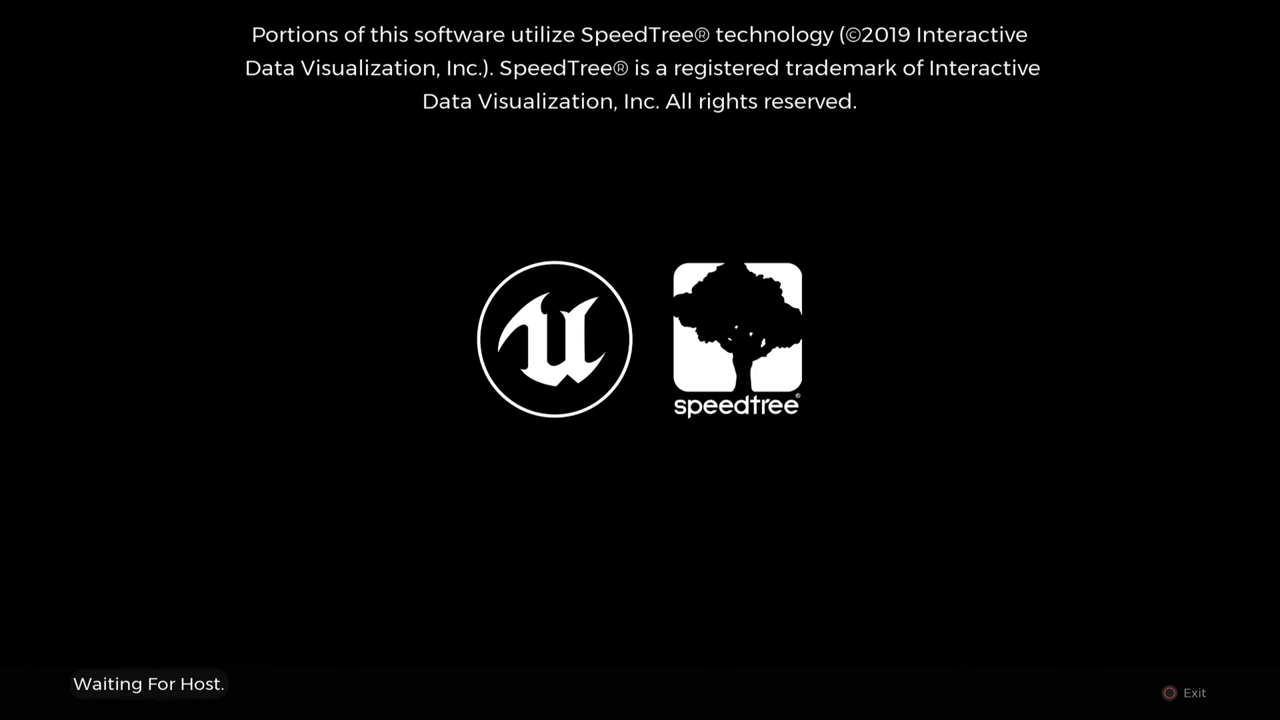 Portions of this software utilize SpeedTree® technology (©2019 Interactive
Data Visualization, Inc.). SpeedTree® is a registered trademark of Interactive
Data Visualization, Inc. All rights reserved.
speedtree®
Waiting For Host.
Exit